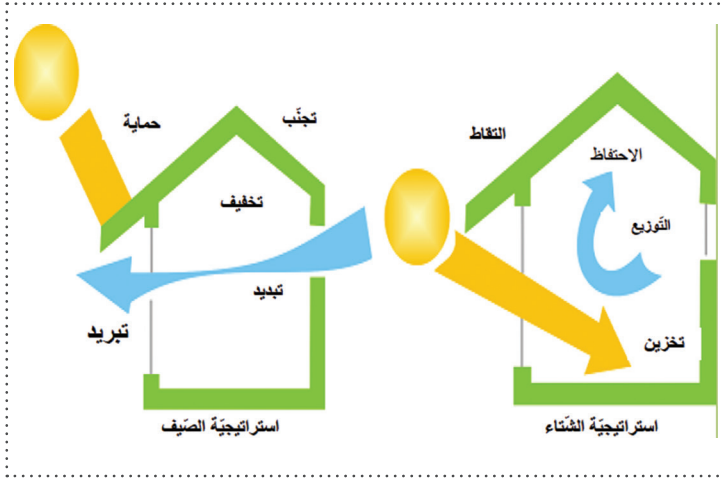 تجنّب
حماية
تخفيف
تبديد
تبريد
استراتيجيّة الصّيف
التقاط
الاحتفاظ
التّوزيع
تخزين
استراتيجيّة الشّتاء